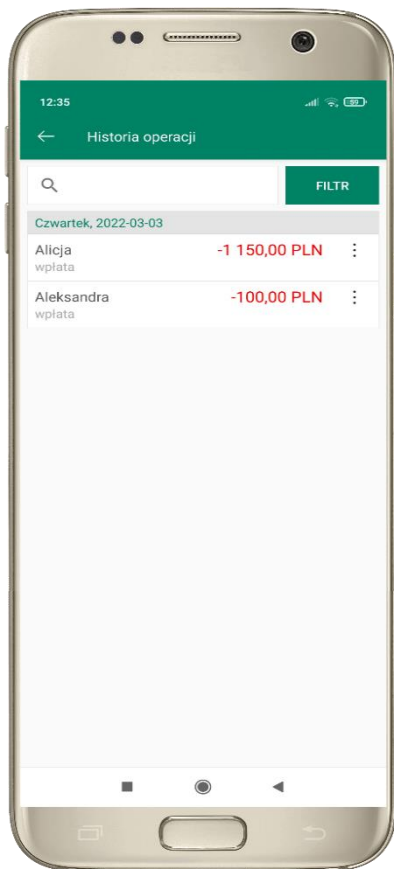 12:35
59
Historia operacji
FILTR
Czwartek, 2022-03-03
Alicja -1 150,00 PLN
wpłata
Aleksandra -100,00 PLN
wpłata